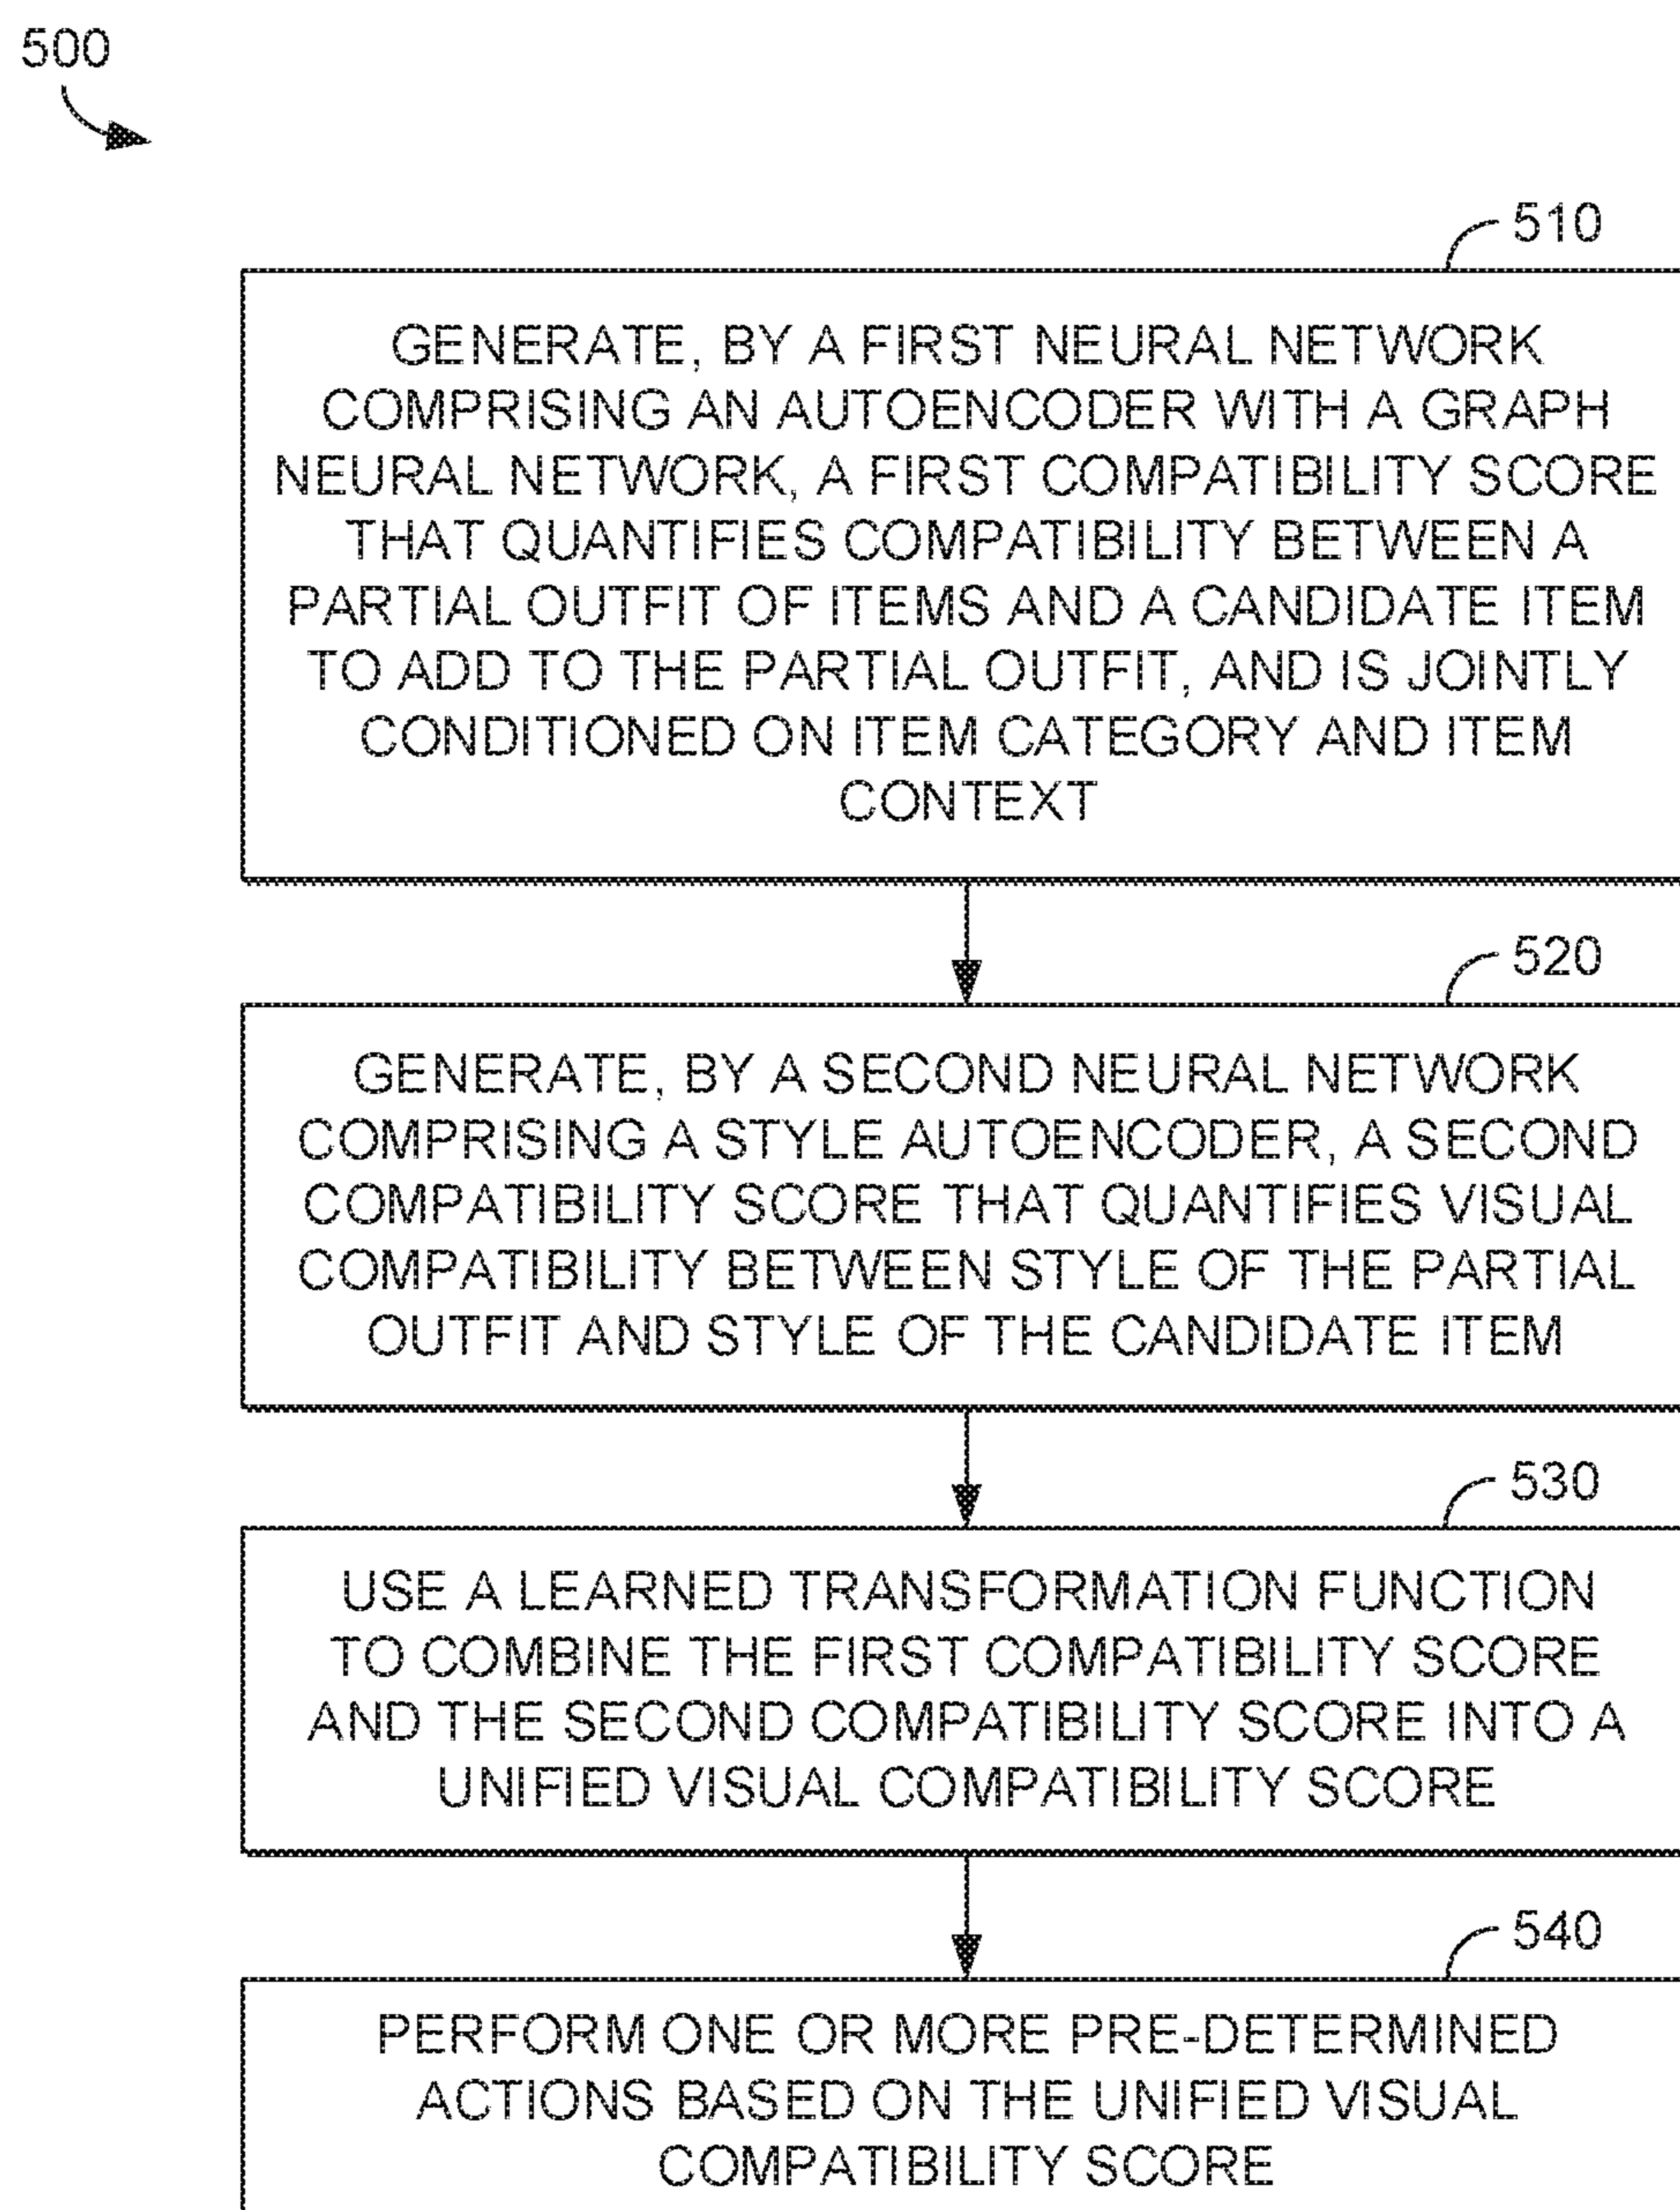 500
510
GENERATE, BY A FIRST NEURAL NETWORK
COMPRISING AN AUTOENCODER WITH A GRAPH
NEURAL NETWORK, A FIRST COMPATIBILITY SCORE
THAT QUANTIFIES COMPATIBILITY BETWEEN A
PARTIAL OUTFIT OF ITEMS AND A CANDIDATE ITEM
TO ADD TO THE PARTIAL OUTFIT, AND IS JOINTLY
CONDITIONED ON ITEM CATEGORY AND ITEM
CONTEXT
520
GENERATE, BY A SECOND NEURAL NETWORK
COMPRISING A STYLE AUTOENCODER, A SECOND
COMPATIBILITY SCORE THAT QUANTIFIES VISUAL
COMPATIBILITY BETWEEN STYLE OF THE PARTIAL
OUTFIT AND STYLE OF THE CANDIDATE ITEM
530
USE A LEARNED TRANSFORMATION FUNCTION
TO COMBINE THE FIRST COMPATIBILITY SCORE
AND THE SECOND COMPATIBILITY SCORE INTO A
UNIFIED VISUAL COMPATIBILITY SCORE
540
PERFORM ONE OR MORE PRE-DETERMINED
ACTIONS BASED ON THE UNIFIED VISUAL
COMPATIBILITY SCORE